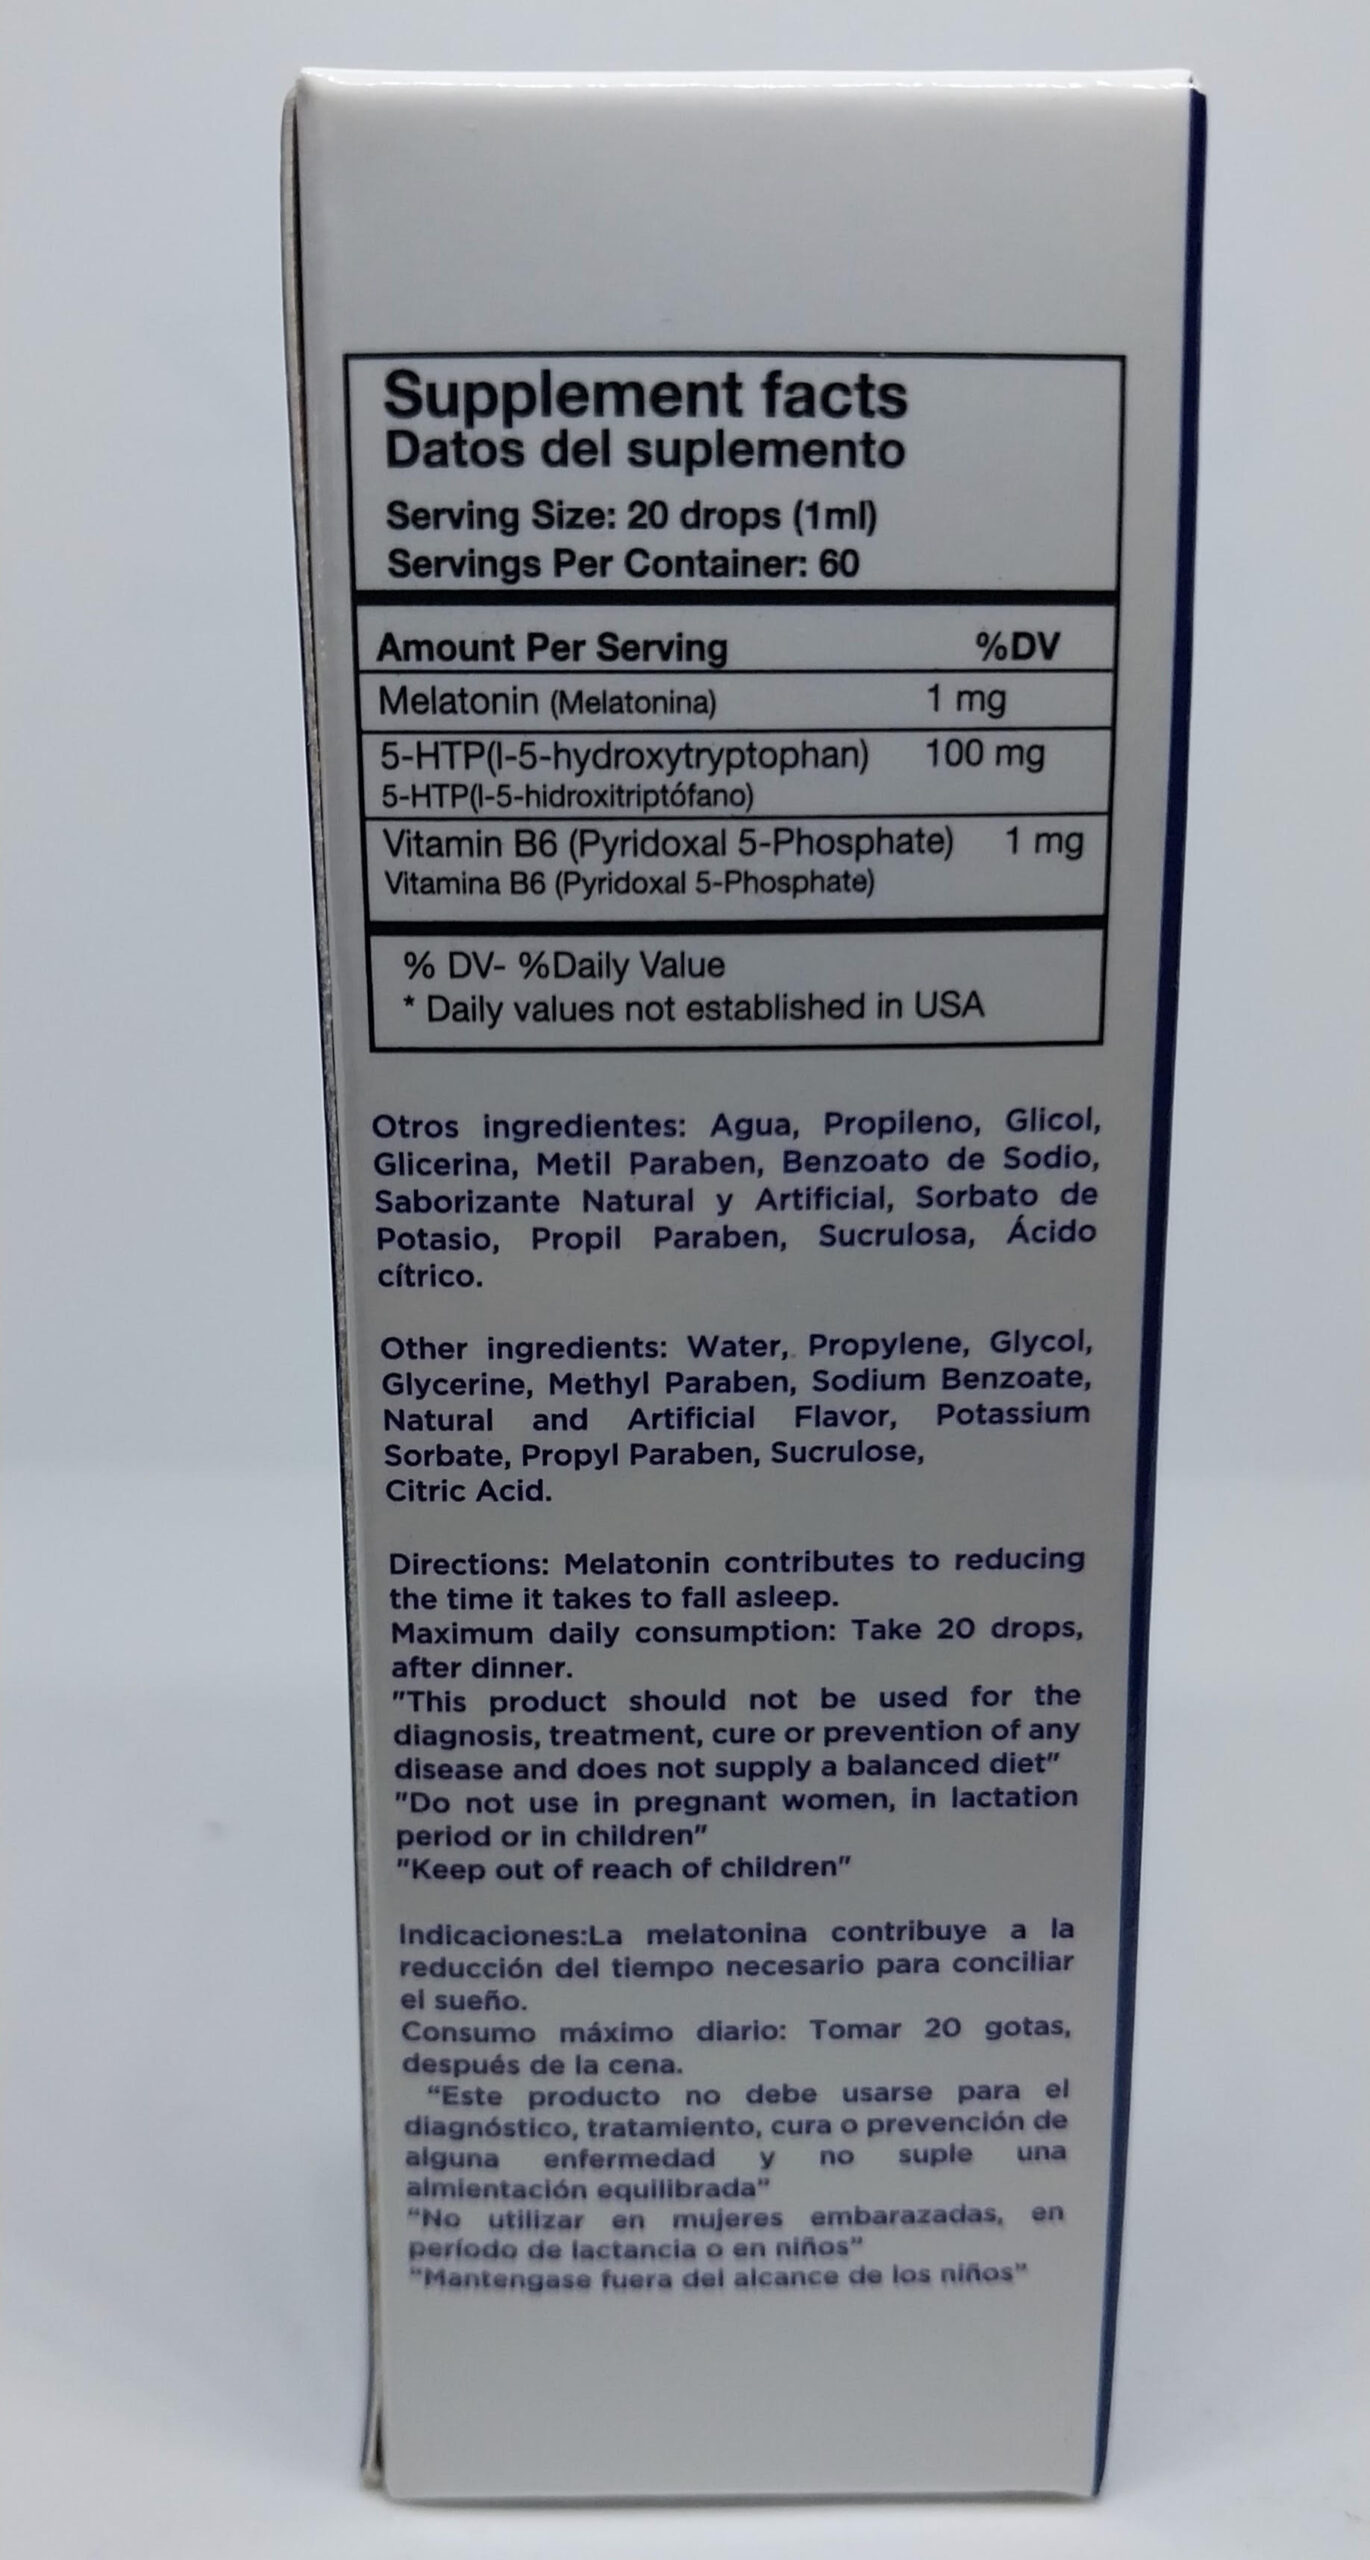 Supplement facts
Datos del suplemento
Serving Size: 20 drops (1ml)
Servings Per Container: 60
Amount Per Serving %DV
Melatonin (Melatonina) 1 mg
5-HTP(l-5-hydroxytryptophan) 100 mg
5-HTP(l-5-hidroxitriptófano)
Vitamin B6 (Pyridoxal 5-Phosphate) 1 mg
Vitamina B6 (Pyridoxal 5-Phosphate)
% DV- %Daily Value
* Daily values not established in USA
Otros ingredientes: Agua, Propileno, Glicol,
Glicerina, Metil Paraben, Benzoato de Sodio,
Saborizante Natural y Artificial, Sorbato de
Potasio, Propil Paraben, Sucrulosa, Ácido
cítrico.
Other ingredients: Water, Propylene, Glycol,
Glycerine, Methyl Paraben, Sodium Benzoate,
Natural and Artificial Flavor, Potassium
Sorbate, Propyl Paraben, Sucrulose,
Citric Acid.
Directions: Melatonin contributes to reducing
the time it takes to fall asleep.
Maximum daily consumption: Take 20 drops,
after dinner.
"This product should not be used for the
diagnosis, treatment, cure or prevention of any
disease and does not supply a balanced diet"
"Do not use in pregnant women, in lactation
period or in children"
"Keep out of reach of children"
Indicaciones:La melatonina contribuye a la
reducción del tiempo necesario para conciliar
el sueño.
Consumo máximo diario: Tomar 20 gotas,
después de la cena.
“Este producto no debe usarse para el
diagnóstico, tratamiento, cura o prevención de
alguna enfermedad y no suple una
almientación equilibrada”
“No utilizar en mujeres embarazadas, en
período de lactancia o en niños”
“Mantengase fuera del alcance de los niños”